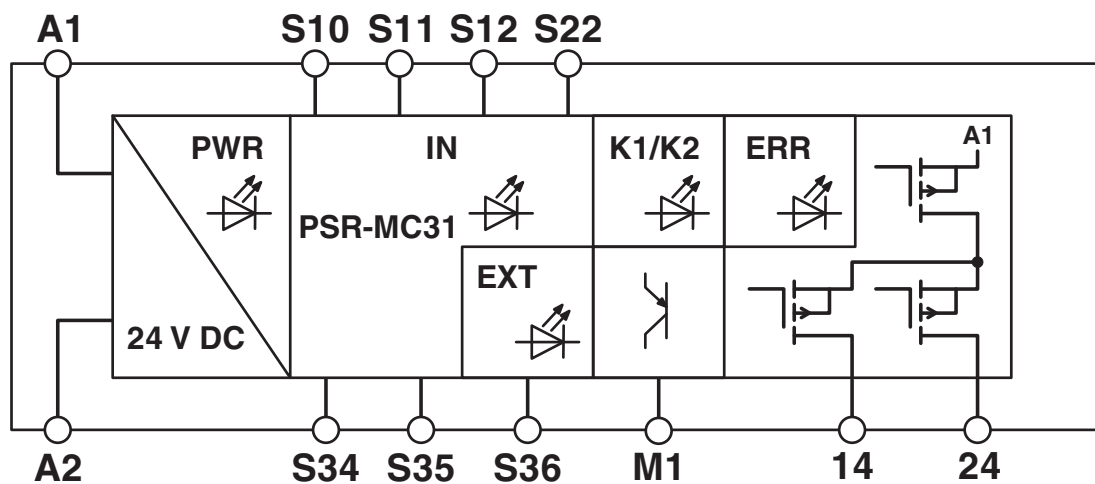 A1 S10 S11 S12 S22
PWR IN K1/K2 ERR A1
PSR-MC31
EXT
24 V DC
A2 S34 S35 S36 M1 14 24